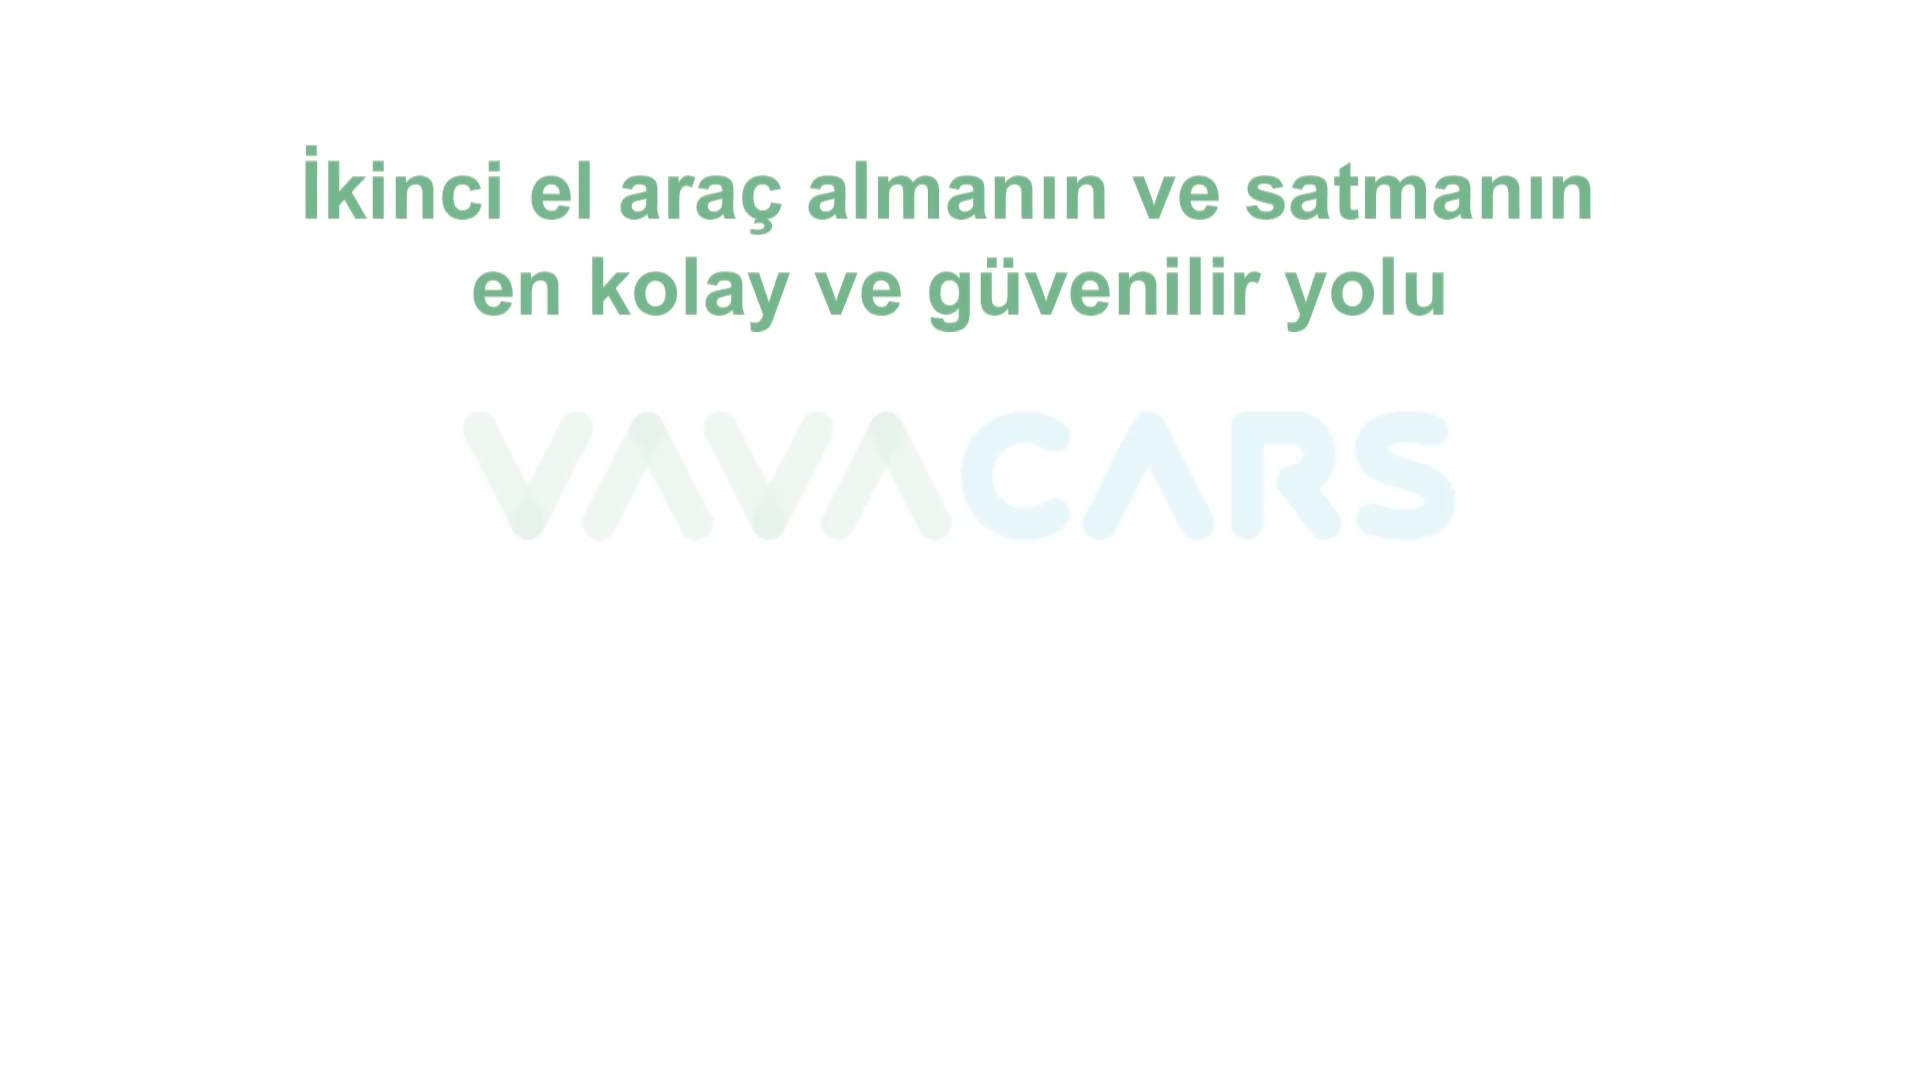 İkinci el araç almanın ve satmanın
en kolay ve güvenilir yolu
VAVACARS